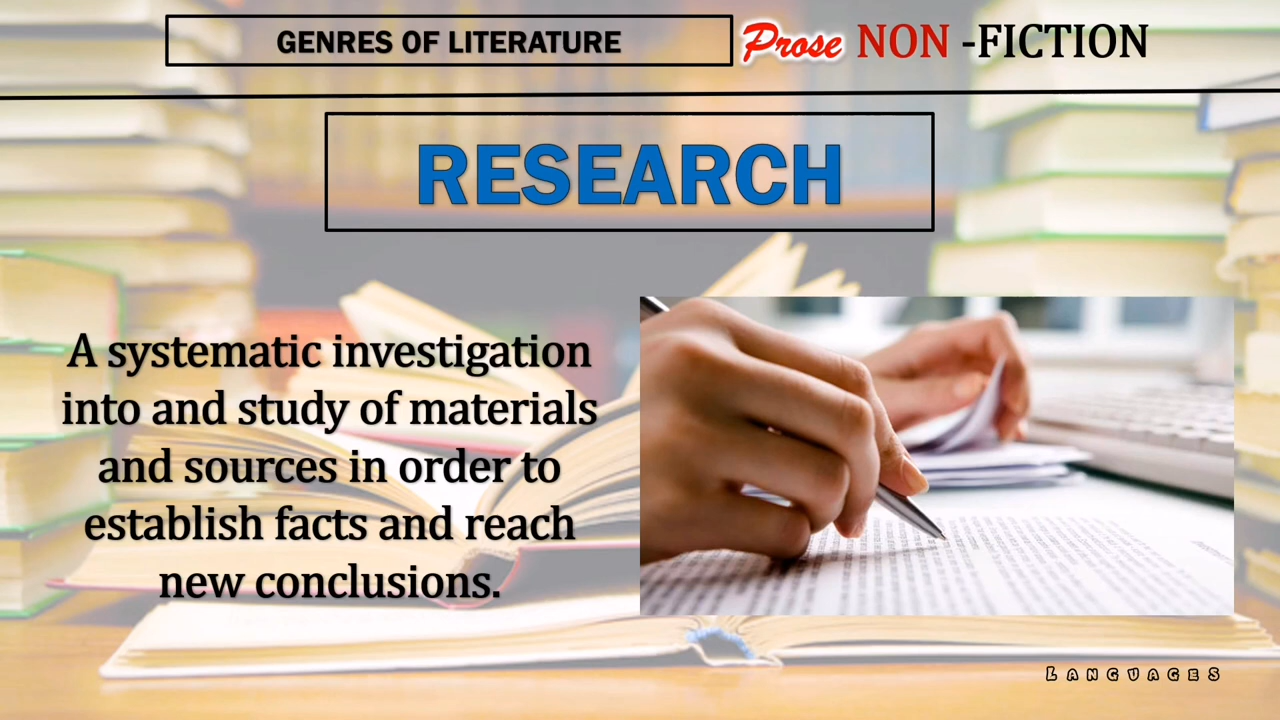 GENRES OF LITERATURE
Prose NON -FICTION
RESEARCH
A systematic investigation
into and study of materials
and sources in order to
establish facts and reach
new conclusions.
LANGUAGES